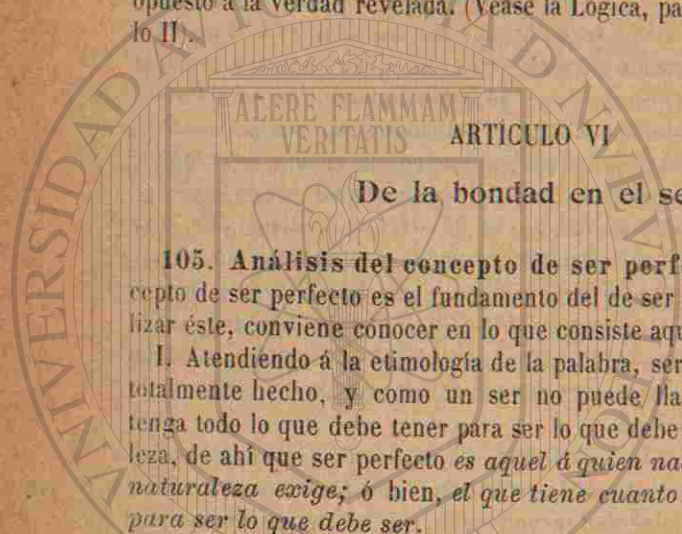 opuesto a la verdad revelada. (Véase la Lógica, pa
lo II).
ALERE FLAMMAM
VERITATIS
ARTÍCULO VI
De la bondad en el se
105. Análisis del concepto de ser perf
cepto de ser perfecto es el fundamento del de ser
lizar éste, conviene conocer en lo que consiste aqu
I. Atendiendo á la etimología de la palabra, ser
totalmente hecho, y como un ser no puede lla
tenga todo lo que debe tener para ser lo que debe
leza, de ahí que ser perfecto es aquel á quien na
naturaleza exige; ó bien, el que tiene cuanto
para ser lo que debe ser.